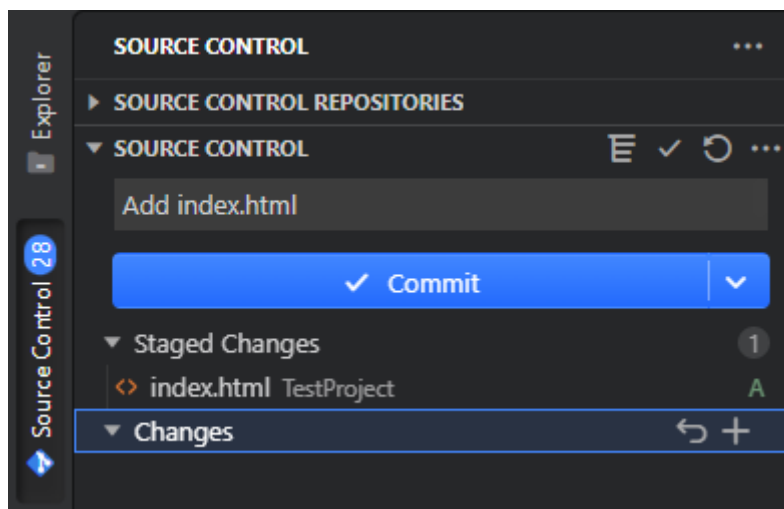 SOURCE CONTROL
Explorer
SOURCE CONTROL REPOSITORIES
SOURCE CONTROL
Add index.html
Source Control 28
Commit
Staged Changes 1
index.html TestProject A
Changes